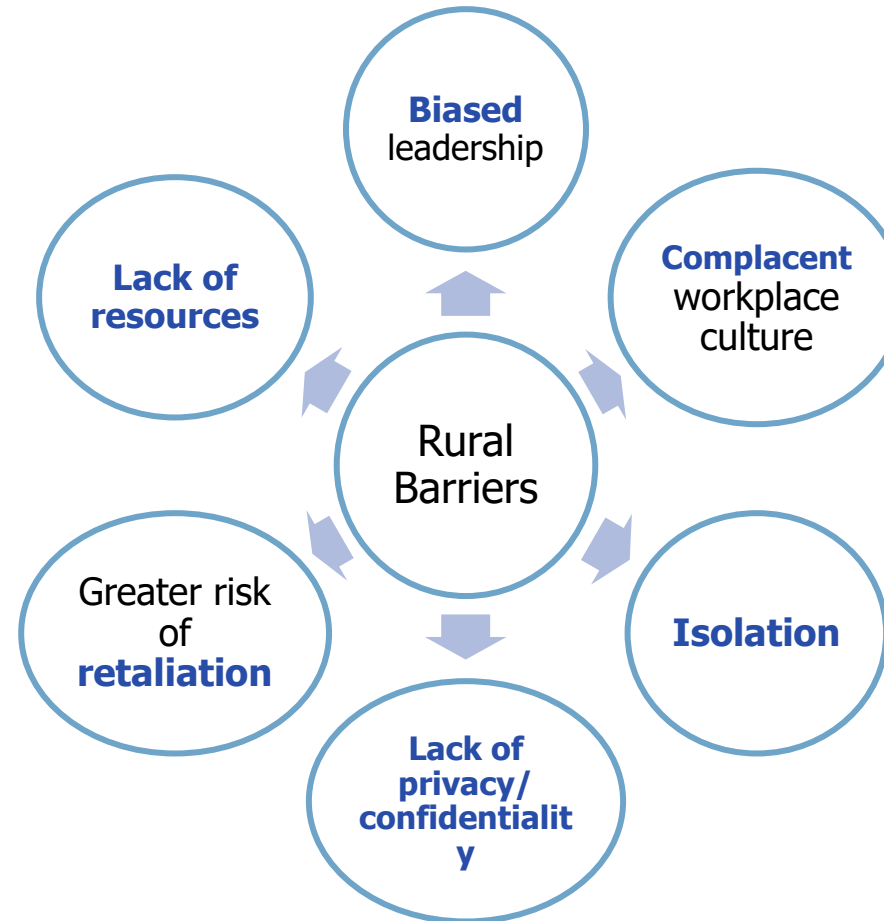 Biased
leadership
Complacent
workplace
culture
Isolation
Lack of
privacy/
confidentialit
y
Greater risk
of
retaliation
Lack of
resources
Rural
Barriers